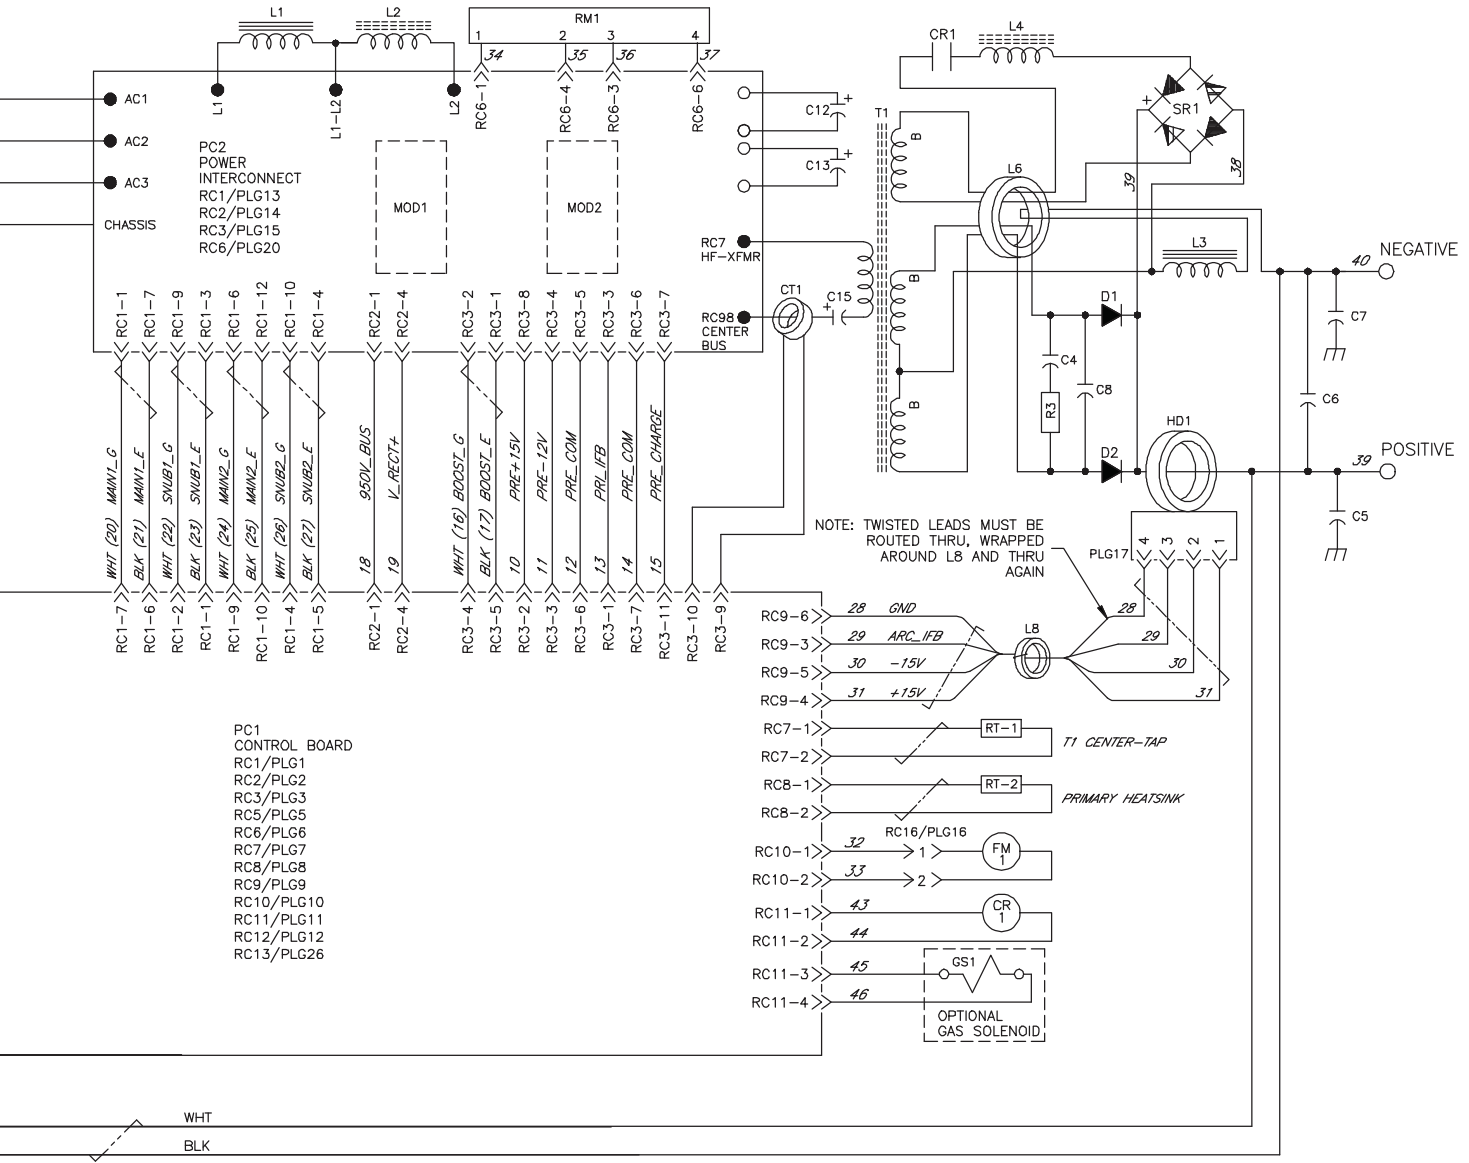 L1
L2
RM1
1
2
3
4
34
35
36
37
CR1
L4
AC1
AC2
AC3
CHASSIS
L1
L1-L2
L2
RC6-1
RC6-4
RC6-3
RC6-6
C12
+
C13
+
T1
B
B
B
SR1
+
39
38
L6
PC2
POWER
INTERCONNECT
RC1/PLG13
RC2/PLG14
RC3/PLG15
RC6/PLG20
MOD1
MOD2
RC7
HF-XFMR
RC98
CENTER
BUS
CT1
C15
+
L3
40
NEGATIVE
D1
C7
C4
C8
R3
C6
HD1
D2
39
POSITIVE
C5
RC1-1
RC1-7
RC1-9
RC1-3
RC1-6
RC1-12
RC1-10
RC1-4
RC2-1
RC2-4
RC3-2
RC3-1
RC3-8
RC3-4
RC3-5
RC3-3
RC3-6
RC3-7
WHT (20) MAIN1_G
BLK (21) MAIN1_E
WHT (22) SNUB1_G
BLK (23) SNUB1_E
WHT (24) MAIN2_G
BLK (25) MAIN2_E
WHT (26) SNUB2_G
BLK (27) SNUB2_E
18 950V_BUS
19 V_RECT+
WHT (16) BOOST_G
BLK (17) BOOST_E
10 PRE+15V
11 PRE-12V
12 PRE_COM
13 PRI_IFB
14 PRE_COM
15 PRE_CHARGE
RC1-7
RC1-6
RC1-2
RC1-1
RC1-9
RC1-10
RC1-4
RC1-5
RC2-1
RC2-4
RC3-4
RC3-5
RC3-2
RC3-3
RC3-6
RC3-1
RC3-7
RC3-11
RC3-10
RC3-9
NOTE: TWISTED LEADS MUST BE
ROUTED THRU, WRAPPED
AROUND L8 AND THRU
AGAIN
PLG17
4
3
2
1
RC9-6
28 GND
RC9-3
29 ARC_IFB
RC9-5
30 -15V
RC9-4
31 +15V
L8
28
29
30
31
RC7-1
RT-1
RC7-2
T1 CENTER-TAP
RC8-1
RT-2
RC8-2
PRIMARY HEATSINK
RC16/PLG16
RC10-1
32
1
FM
1
RC10-2
33
2
RC11-1
43
CR
1
RC11-2
44
RC11-3
45
GS1
RC11-4
46
OPTIONAL
GAS SOLENOID
PC1
CONTROL BOARD
RC1/PLG1
RC2/PLG2
RC3/PLG3
RC5/PLG5
RC6/PLG6
RC7/PLG7
RC8/PLG8
RC9/PLG9
RC10/PLG10
RC11/PLG11
RC12/PLG12
RC13/PLG26
WHT
BLK